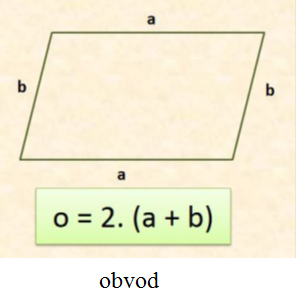 a
b
b
a
o = 2. (a + b)
obvod